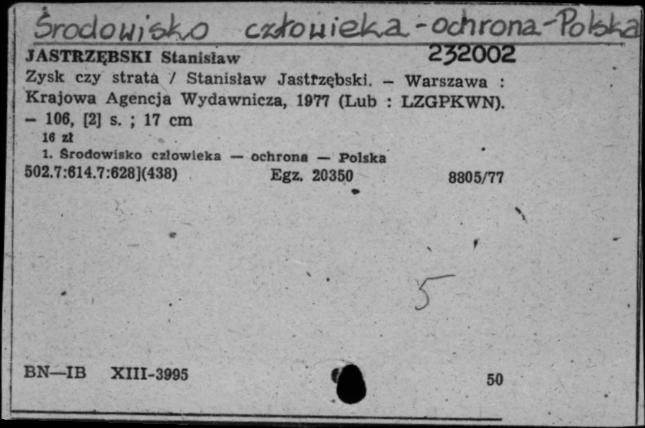 Środowisko człowieka-ochrona-Polska
JASTRZĘBSKI Stanisław 232002
Zysk czy strata / Stanisław Jastrzębski. — Warszawa :
Krajowa Agencja Wydawnicza, 1977 (Lub : LZGPKWN).
— 106, [2] s. ; 17 cm
16 zł
1. Środowisko człowieka — ochrona — Polska
502.7:614.7:628](438) Egz. 20350 8805/77
5
BN—IB XIII-3995 50